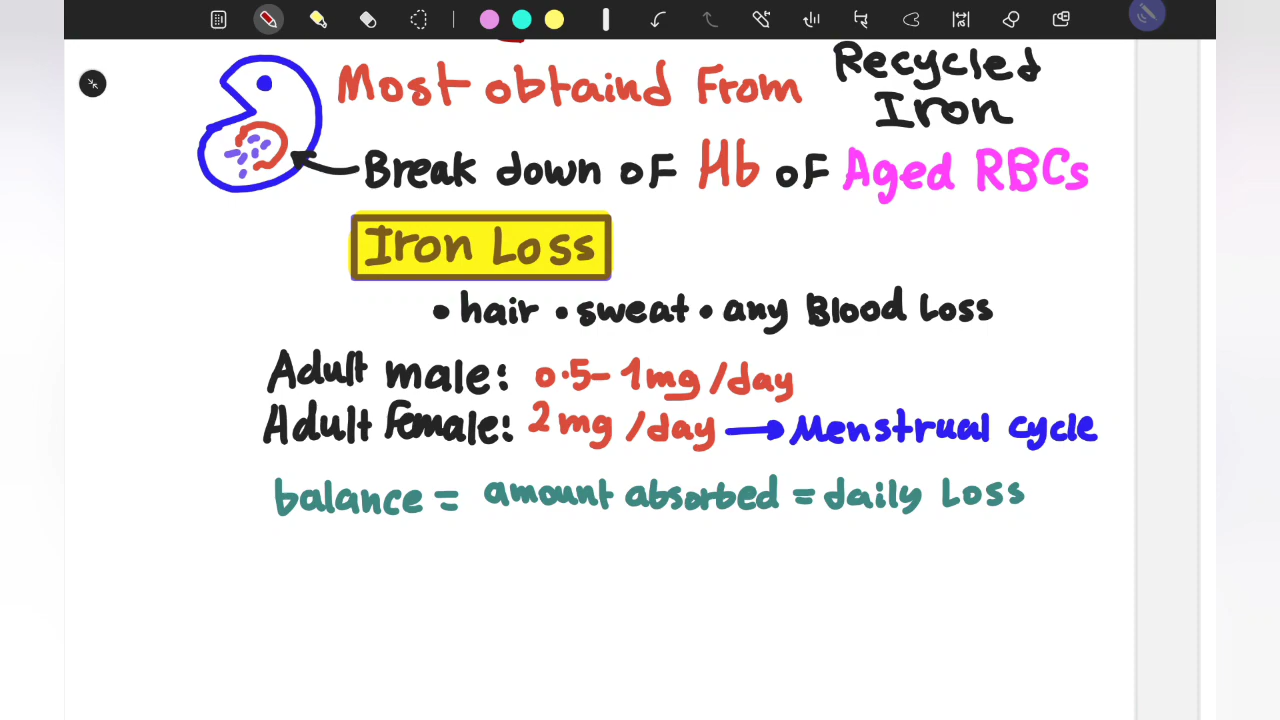 Most obtaind From Recycled Iron
Break down of Hb of Aged RBCs
Iron Loss
• hair • sweat • any Blood Loss
Adult male: 0.5-1mg/day
Adult Female: 2mg/day → Menstrual cycle
balance = amount absorbed = daily Loss